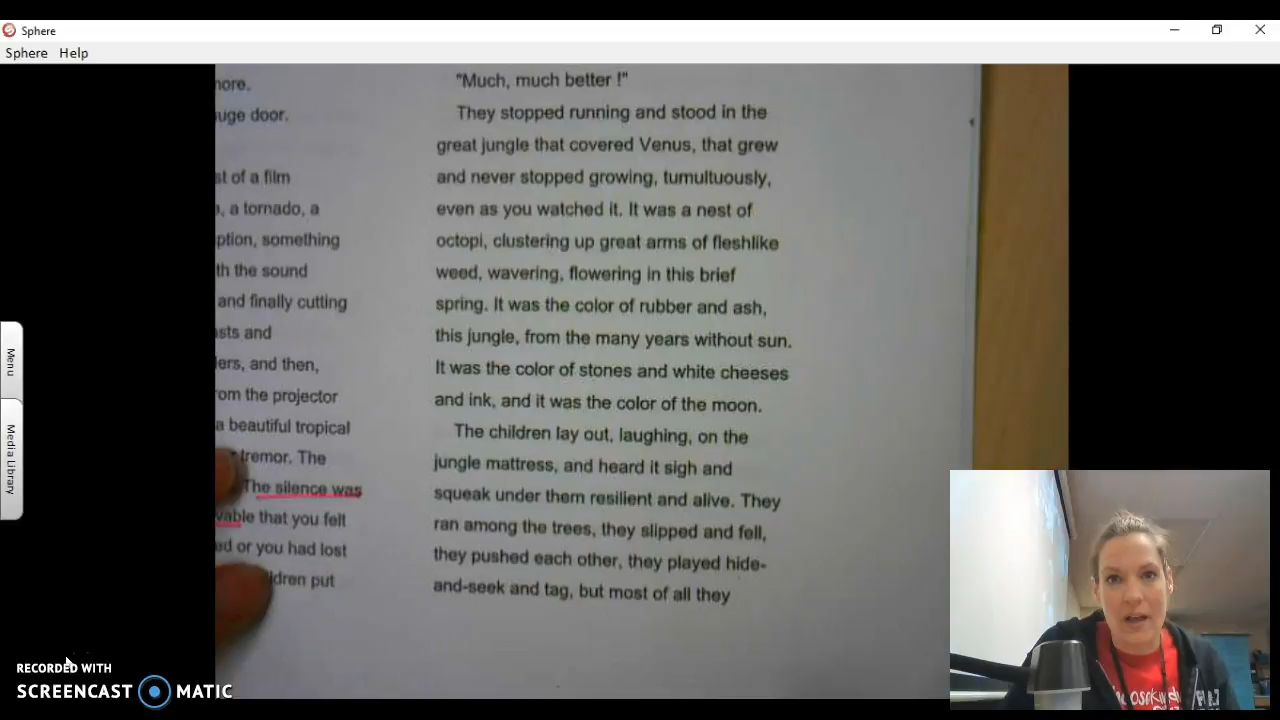 Sphere
Sphere Help
more.
uge door.
st of a film
, a tornado, a
ption, something
th the sound
and finally cutting
sts and
ers, and then,
om the projector
a beautiful tropical
tremor. The
The silence was
vable that you felt
ed or you had lost
ldren put
"Much, much better !"
They stopped running and stood in the
great jungle that covered Venus, that grew
and never stopped growing, tumultuously,
even as you watched it. It was a nest of
octopi, clustering up great arms of fleshlike
weed, wavering, flowering in this brief
spring. It was the color of rubber and ash,
this jungle, from the many years without sun.
It was the color of stones and white cheeses
and ink, and it was the color of the moon.
The children lay out, laughing, on the
jungle mattress, and heard it sigh and
squeak under them resilient and alive. They
ran among the trees, they slipped and fell,
they pushed each other, they played hide-
and-seek and tag, but most of all they
Menu
Media Library
RECORDED WITH
SCREENCAST MATIC